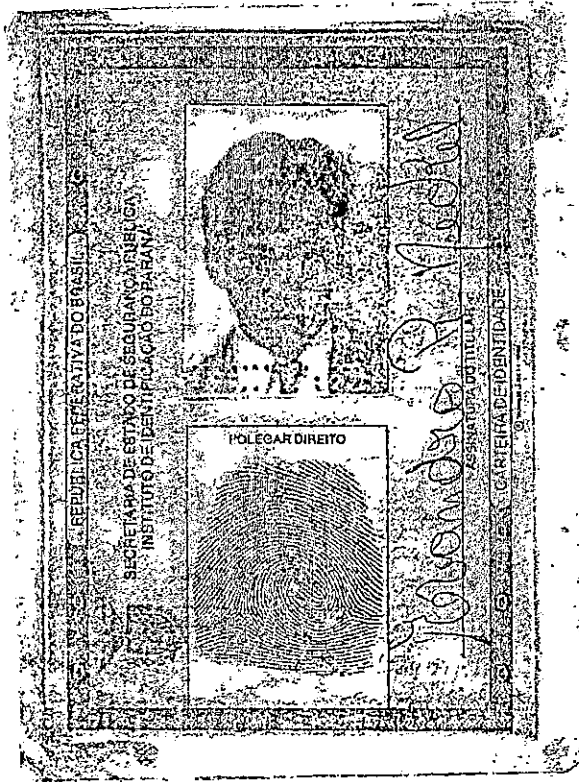 REPÚBLICA FEDERATIVA DO BRASIL
SECRETARIA DE ESTADO DE SEGURANÇA PÚBLICA
INSTITUTO DE IDENTIFICAÇÃO DO PARANÁ
POLEGAR DIREITO
ASSINATURA DO TITULAR
CARTEIRA DE IDENTIDADE